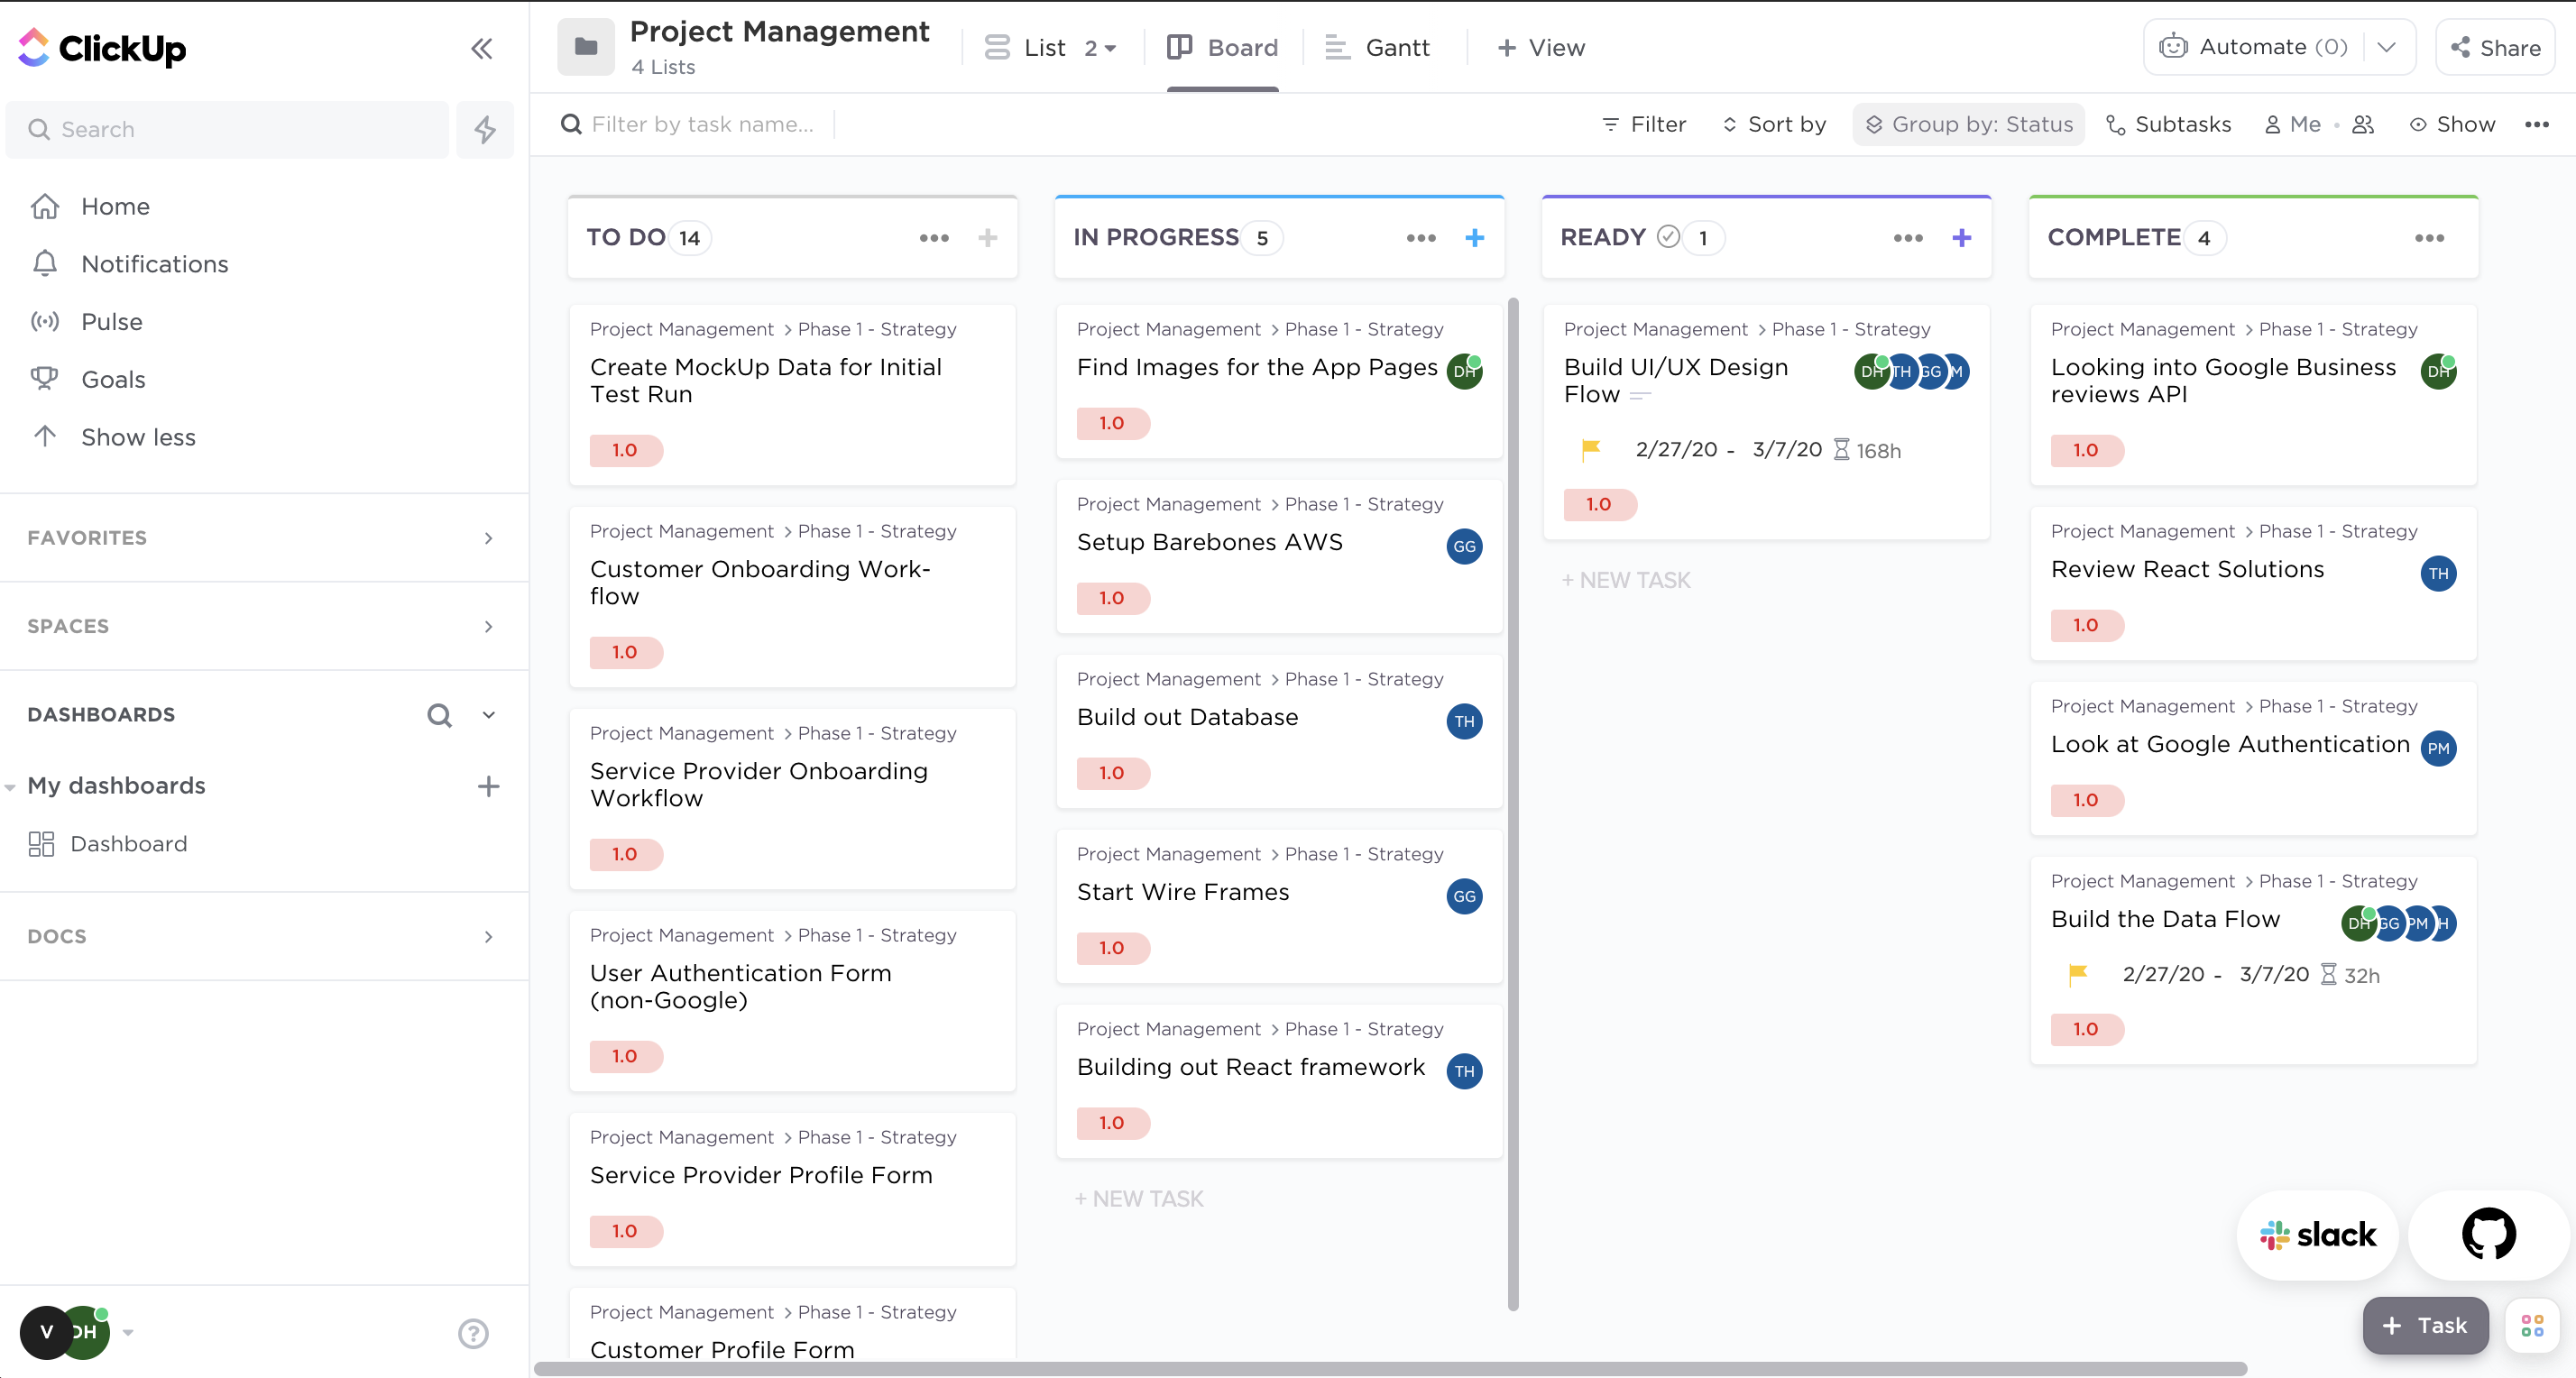 ClickUp
Search
Home
Notifications
Pulse
Goals
Show less
FAVORITES
SPACES
DASHBOARDS
My dashboards
Dashboard
DOCS
V DH
Project Management
4 Lists
List 2
Board
Gantt
+ View
Automate (0)
Share
Filter by task name...
Filter
Sort by
Group by: Status
Subtasks
Me
Show
TO DO 14
Project Management > Phase 1 - Strategy
Create MockUp Data for Initial
Test Run
1.0
Project Management > Phase 1 - Strategy
Customer Onboarding Work-
flow
1.0
Project Management > Phase 1 - Strategy
Service Provider Onboarding
Workflow
1.0
Project Management > Phase 1 - Strategy
User Authentication Form
(non-Google)
1.0
Project Management > Phase 1 - Strategy
Service Provider Profile Form
1.0
Project Management > Phase 1 - Strategy
Customer Profile Form
IN PROGRESS 5
Project Management > Phase 1 - Strategy
Find Images for the App Pages DH
1.0
Project Management > Phase 1 - Strategy
Setup Barebones AWS GG
1.0
Project Management > Phase 1 - Strategy
Build out Database TH
1.0
Project Management > Phase 1 - Strategy
Start Wire Frames GG
1.0
Project Management > Phase 1 - Strategy
Building out React framework TH
1.0
+ NEW TASK
READY 1
Project Management > Phase 1 - Strategy
Build UI/UX Design DH TH GG M
Flow
2/27/20 - 3/7/20 168h
1.0
+ NEW TASK
COMPLETE 4
Project Management > Phase 1 - Strategy
Looking into Google Business DH
reviews API
1.0
Project Management > Phase 1 - Strategy
Review React Solutions TH
1.0
Project Management > Phase 1 - Strategy
Look at Google Authentication PM
1.0
Project Management > Phase 1 - Strategy
Build the Data Flow DH GG PM H
2/27/20 - 3/7/20 32h
1.0
slack
+ Task